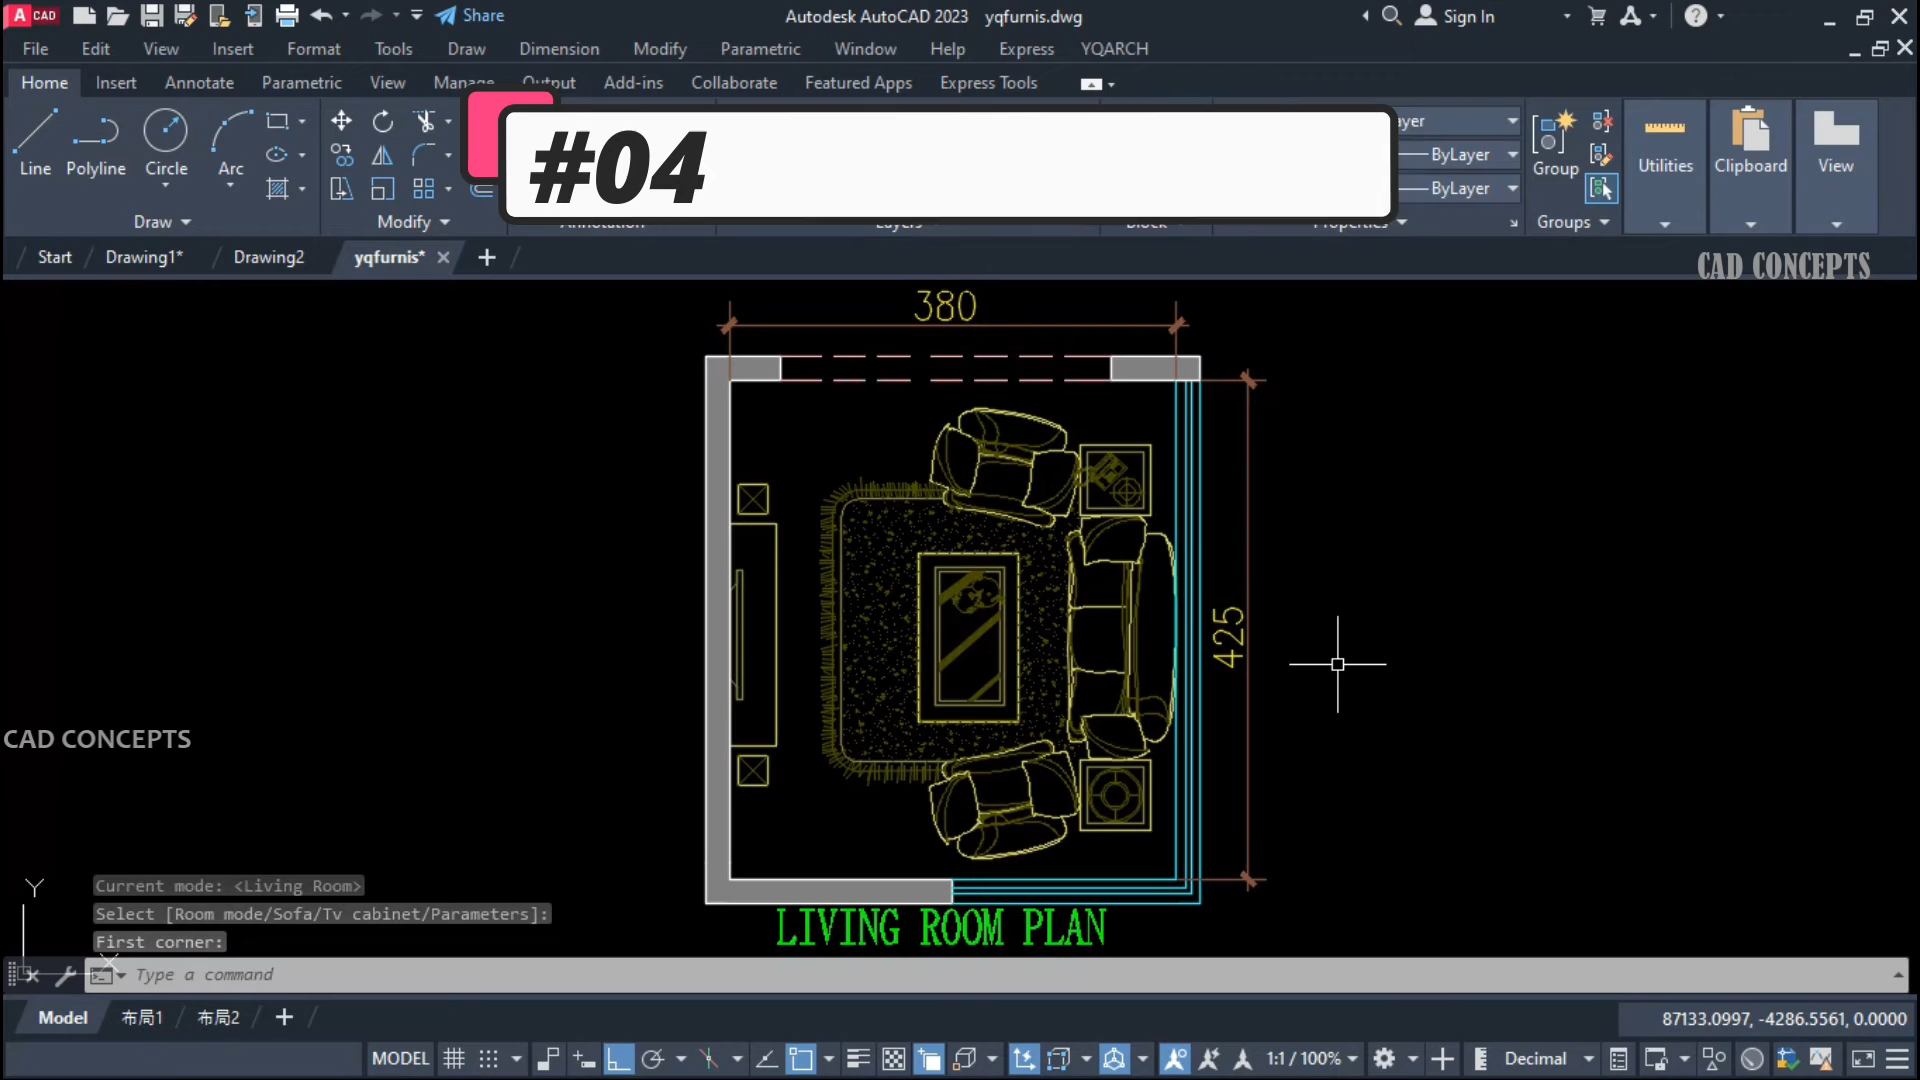 A CAD
Share
Autodesk AutoCAD 2023 yqfurnis.dwg
Sign In
File Edit View Insert Format Tools Draw Dimension Modify Parametric Window Help Express YQARCH
Home Insert Annotate Parametric View Manage Output Add-ins Collaborate Featured Apps Express Tools
#04
ByLayer
ByLayer
Line Polyline Circle Arc
Group
Utilities
Clipboard
View
Draw
Modify
Properties
Groups
Start Drawing1* Drawing2 yqfurnis*
CAD CONCEPTS
380
425
CAD CONCEPTS
Current mode: <Living Room>
Select [Room mode/Sofa/Tv cabinet/Parameters]:
First corner:
LIVING ROOM PLAN
Y
X
Type a command
Model 布局1 布局2
87133.0997, -4286.5561, 0.0000
MODEL
1:1 / 100%
Decimal